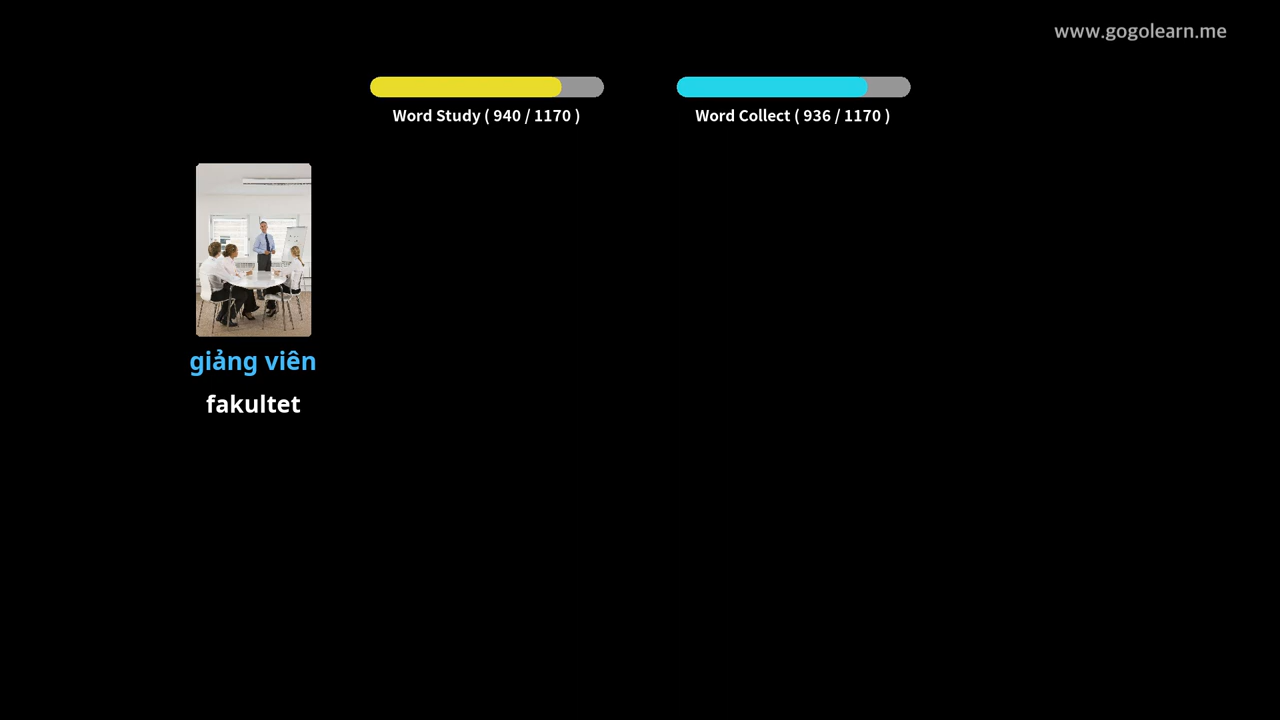 www.gogolearn.me
Word Study ( 940 / 1170 )
Word Collect ( 936 / 1170 )
giảng viên
fakultet